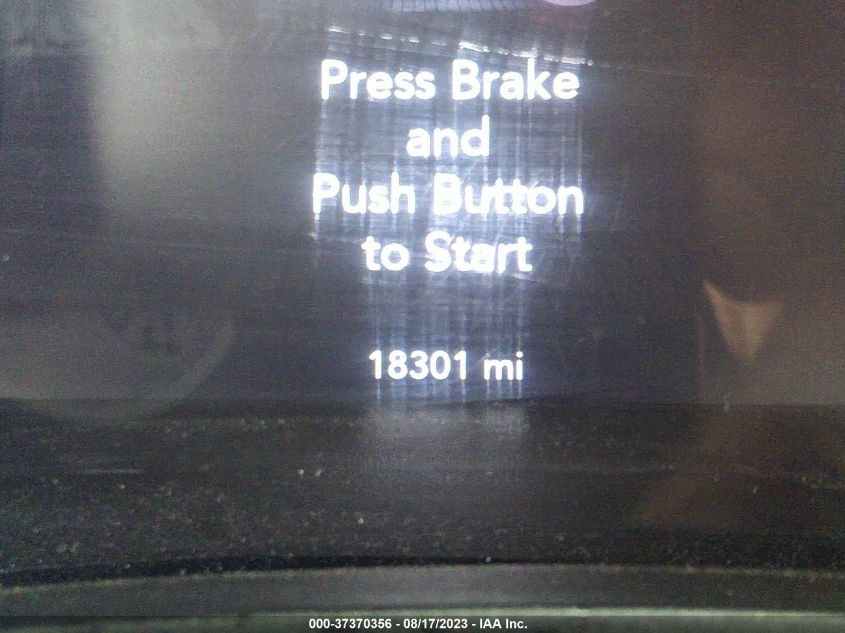 Press Brake
and
Push Button
to Start
18301 mi
000-37370356 - 08/17/2023 - IAA Inc.